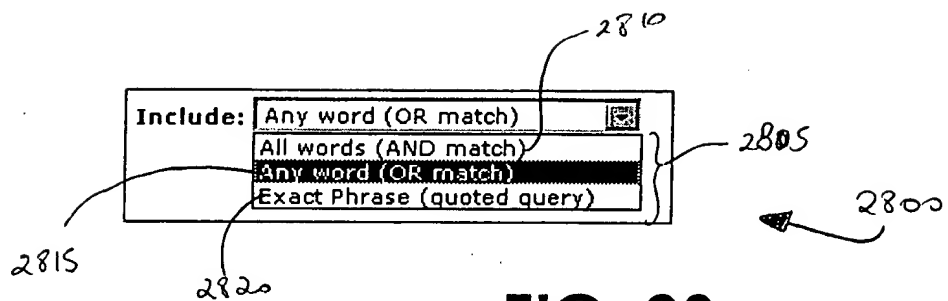 2810
Include: Any word (OR match)
All words (AND match)
2805
Any word (OR match)
Exact Phrase (quoted query)
2800
2815
2820